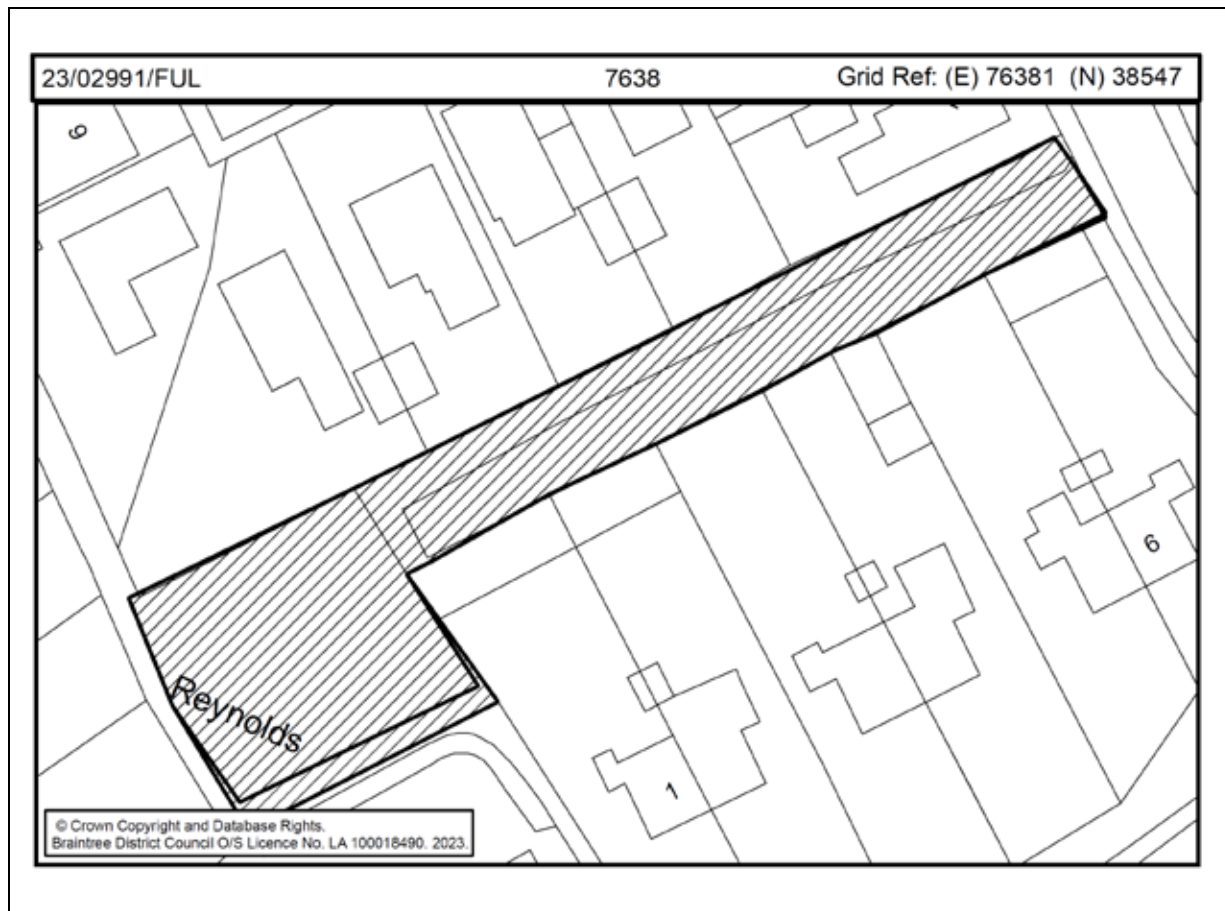 23/02991/FUL 7638 Grid Ref: (E) 76381 (N) 38547
9
6
Reynolds
1
© Crown Copyright and Database Rights.
Braintree District Council O/S Licence No. LA 100018490. 2023.